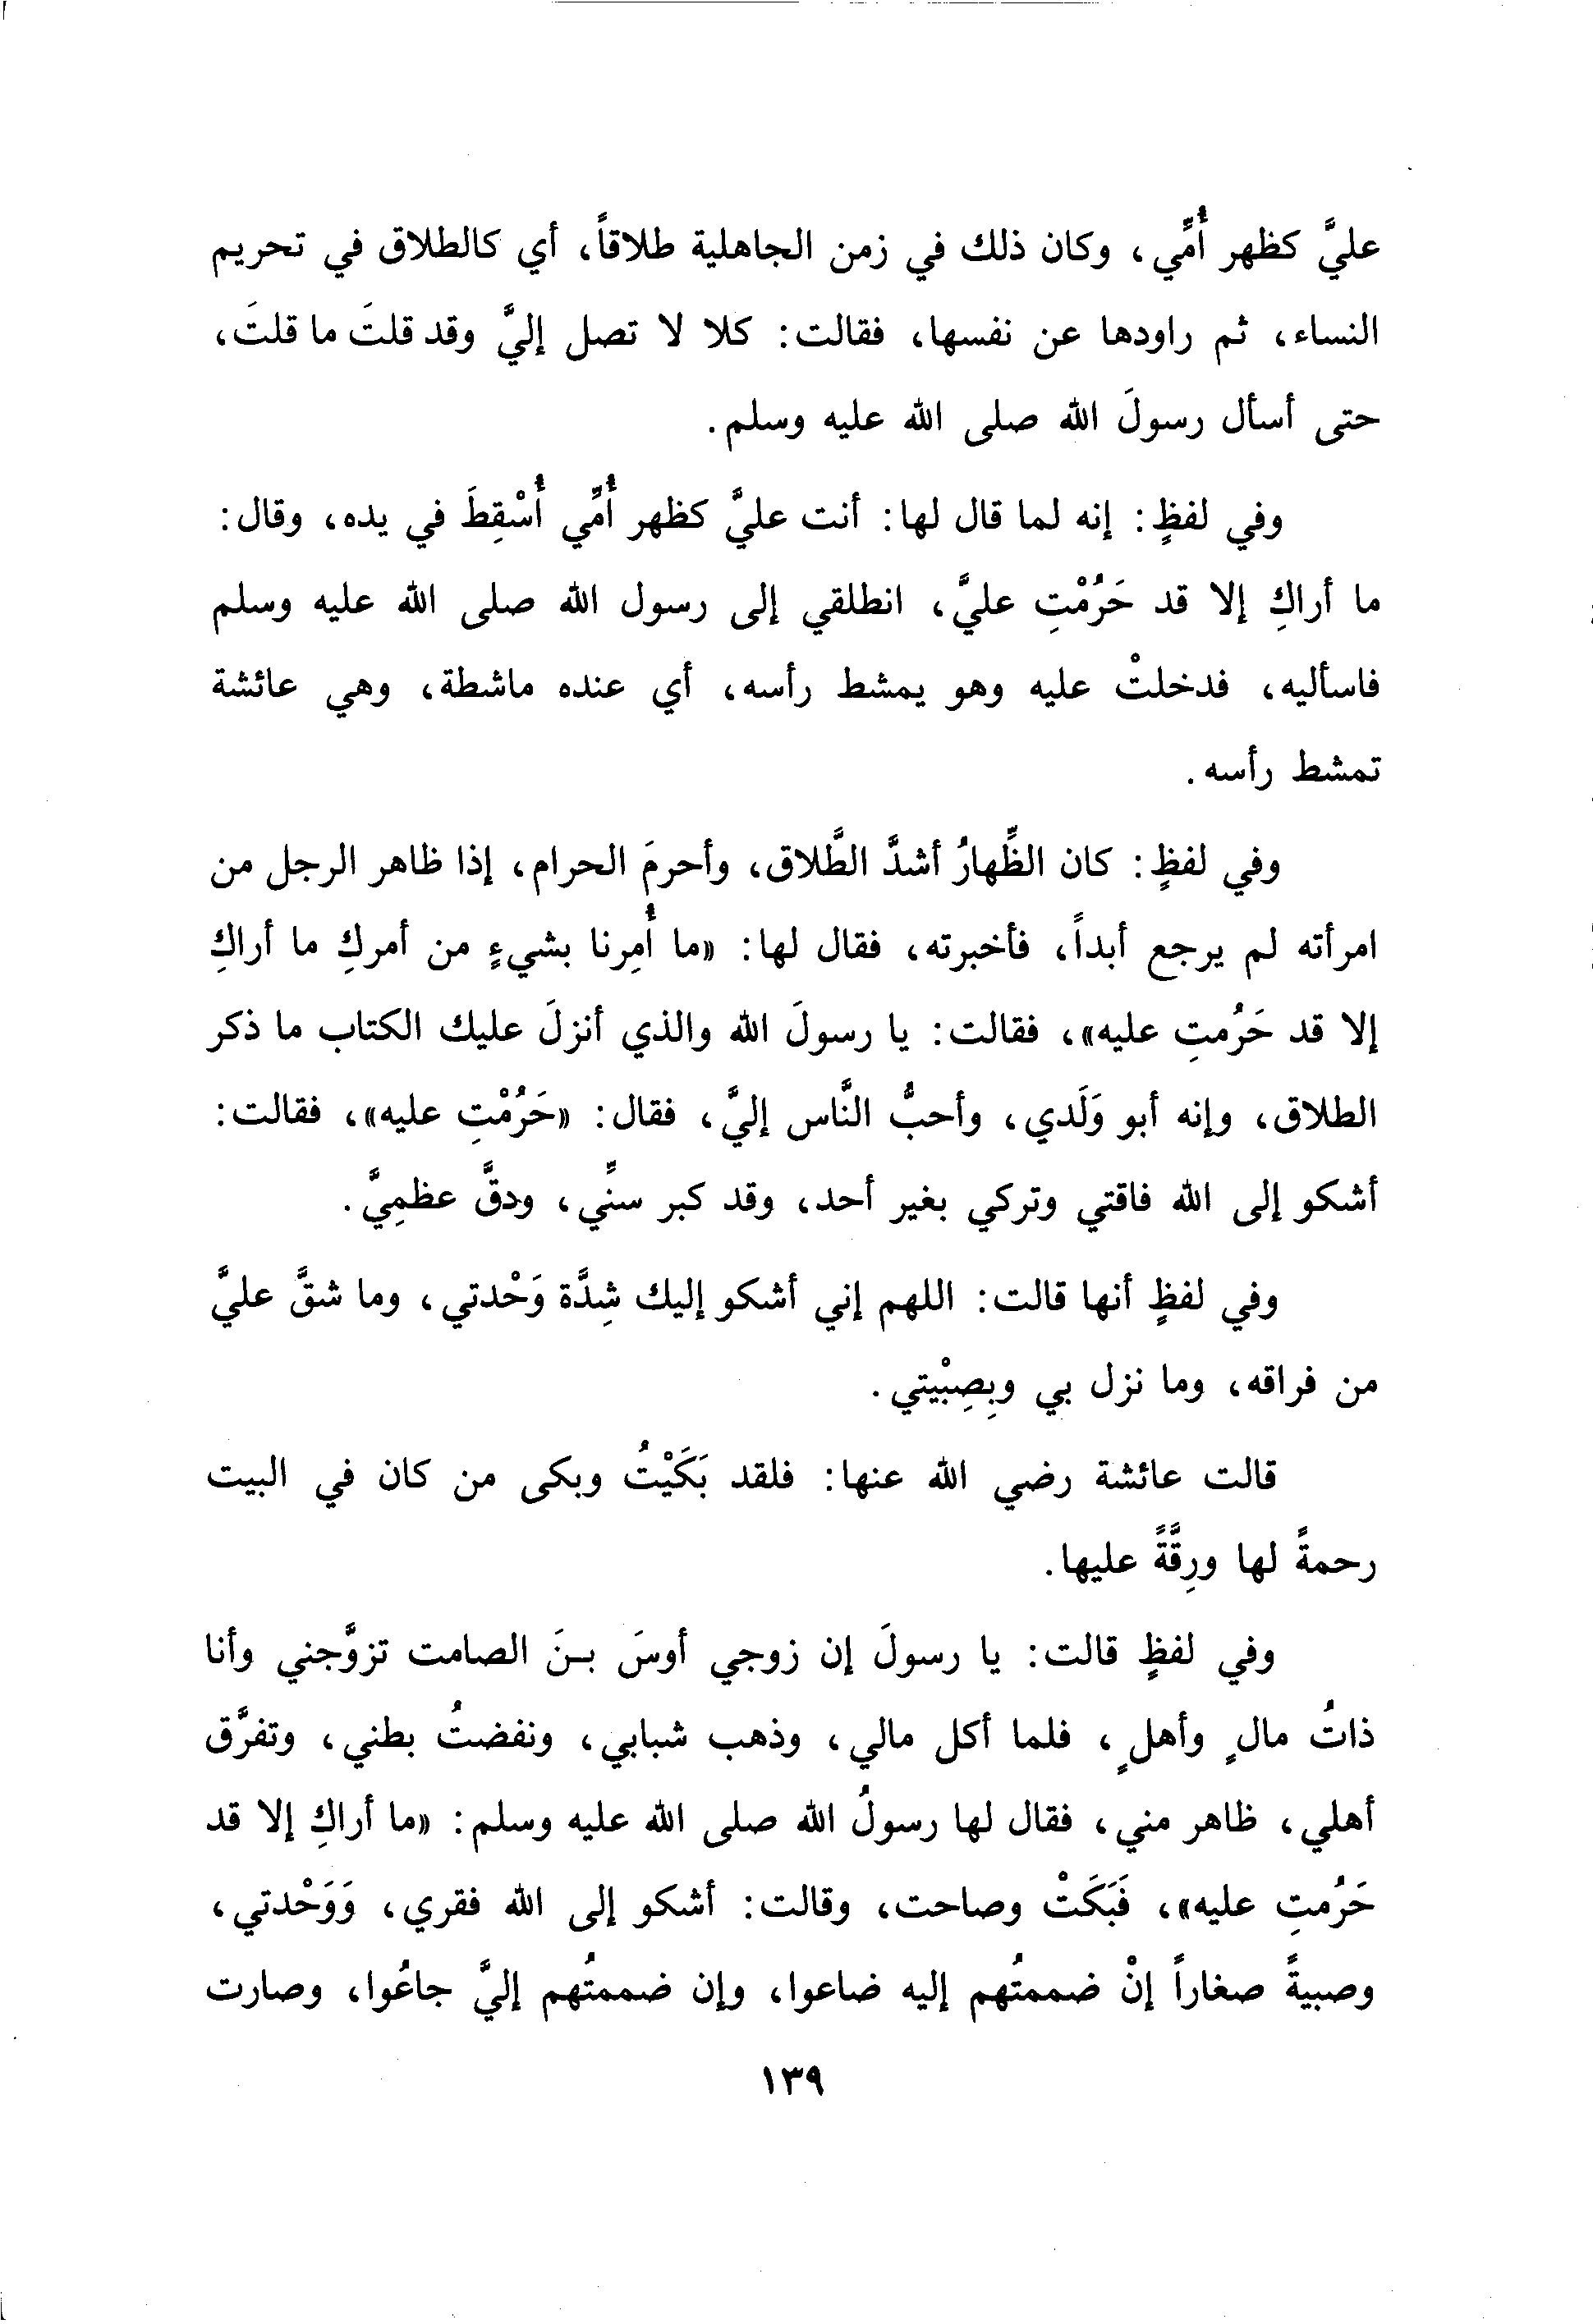 عليَّ كظهر أُمِّي، وكان ذلك في زمن الجاهلية طلاقاً، أي كالطلاق في تحريم
النساء، ثم راودها عن نفسها، فقالت: كلا لا تصل إليَّ وقد قلتَ ما قلتَ،
حتى أسأل رسولَ الله صلى الله عليه وسلم.
وفي لفظٍ: إنه لما قال لها: أنت عليَّ كظهر أُمِّي أُسْقِطَ في يده، وقال:
ما أراكِ إلا قد حَرُمْتِ عليَّ، انطلقي إلى رسول الله صلى الله عليه وسلم
فاسأليه، فدخلتْ عليه وهو يمشط رأسه، أي عنده ماشطة، وهي عائشة
تمشط رأسه.
وفي لفظٍ: كان الظِّهارُ أشدَّ الطَّلاق، وأحرمَ الحرام، إذا ظاهر الرجل من
امرأته لم يرجع أبداً، فأخبرته، فقال لها: «ما أُمِرنا بشيءٍ من أمركِ ما أراكِ
إلا قد حَرُمتِ عليه»، فقالت: يا رسولَ الله والذي أنزلَ عليك الكتاب ما ذكر
الطلاق، وإنه أبو وَلَدي، وأحبُّ النَّاس إليَّ، فقال: «حَرُمْتِ عليه»، فقالت:
أشكو إلى الله فاقتي وتركي بغير أحد، وقد كبر سنِّي، ودقَّ عظمِيَّ.
وفي لفظٍ أنها قالت: اللهم إني أشكو إليك شِدَّة وَحْدتي، وما شقَّ عليَّ
من فراقه، وما نزل بي وبِصِبْيتي.
قالت عائشة رضي الله عنها: فلقد بَكَيْتُ وبكى من كان في البيت
رحمةً لها ورِقَّةً عليها.
وفي لفظٍ قالت: يا رسولَ إن زوجي أوسَ بـنَ الصامت تزوَّجني وأنا
ذاتُ مالٍ وأهلٍ، فلما أكل مالي، وذهب شبابي، ونفضتُ بطني، وتفرَّق
أهلي، ظاهر مني، فقال لها رسولُ الله صلى الله عليه وسلم: «ما أراكِ إلا قد
حَرُمتِ عليه»، فَبَكَتْ وصاحت، وقالت: أشكو إلى الله فقري، وَوَحْدتي،
وصبيةً صغاراً إنْ ضممتُهم إليه ضاعوا، وإن ضممتُهم إليَّ جاعُوا، وصارت
١٣٩